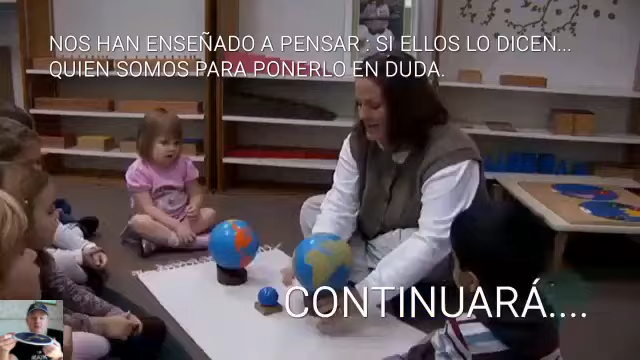 NOS HAN ENSEÑADO A PENSAR : SI ELLOS LO DICEN...
QUIEN SOMOS PARA PONERLO EN DUDA.
CONTINUARÁ....